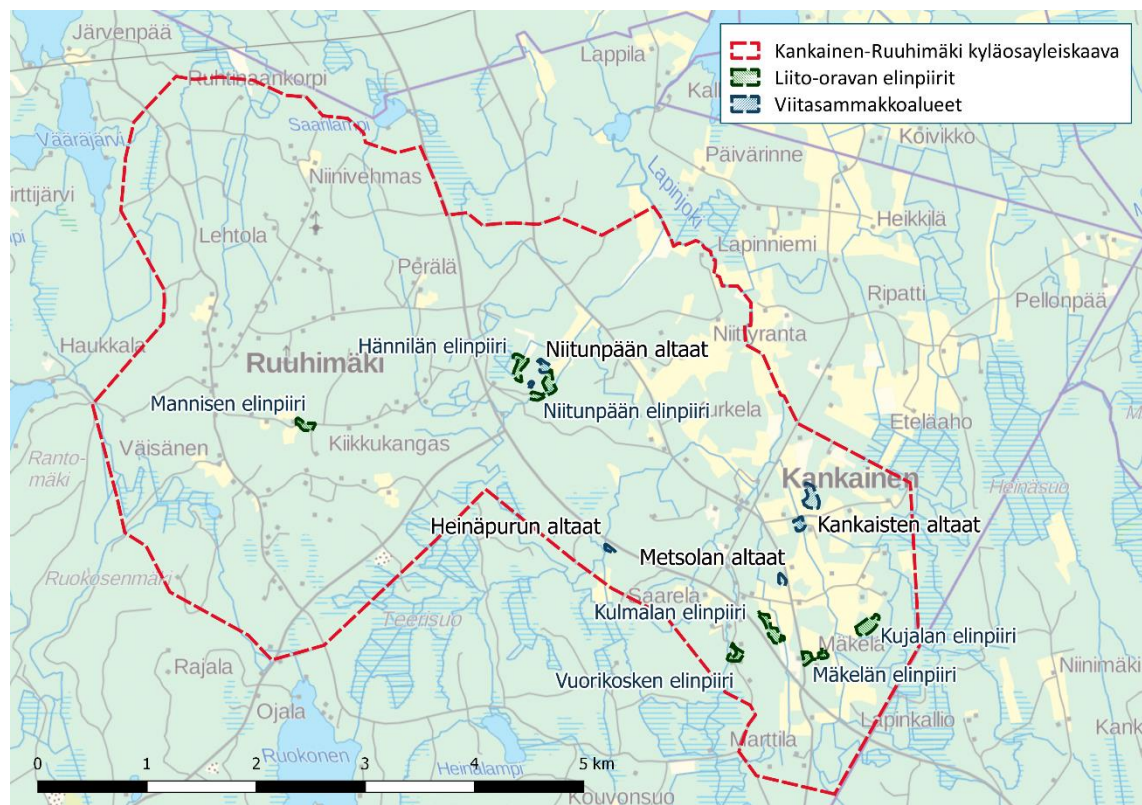 Kankainen-Ruuhimäki kyläosayleiskaava
Liito-oravan elinpiirit
Viitasammakkoalueet
Järvenpää
Lappila
Ruhtinaankorpi
Saarilampi
Koivikko
Vääräjärvi
Päivärinne
Niinivehmas
Lapinjoki
Heikkilä
Lehtola
Lapinniemi
Perälä
Ripatti
Pellonpää
Haukkala
Hännilän elinpiiri
Niitunpään altaat
Niittyranta
Ruuhimäki
Mannisen elinpiiri
Niitunpään elinpiiri
Eteläaho
Väisänen
Kiikkukangas
Ranto-
mäki
Kankainen
Heinäsuo
Heinäpurun altaat
Kankaisten altaat
Metsolan altaat
Ruokosenmäki
Saarela
Teerisuo
Kulmalan elinpiiri
Mäkelä
Kujalan elinpiiri
Rajala
Vuorikosken elinpiiri
Mäkelän elinpiiri
Niinimäki
Ojala
Lapinkallio
Marttila
Ruokonen
Heinälampi
Kouvonsuo
0 1 2 3 4 5 km